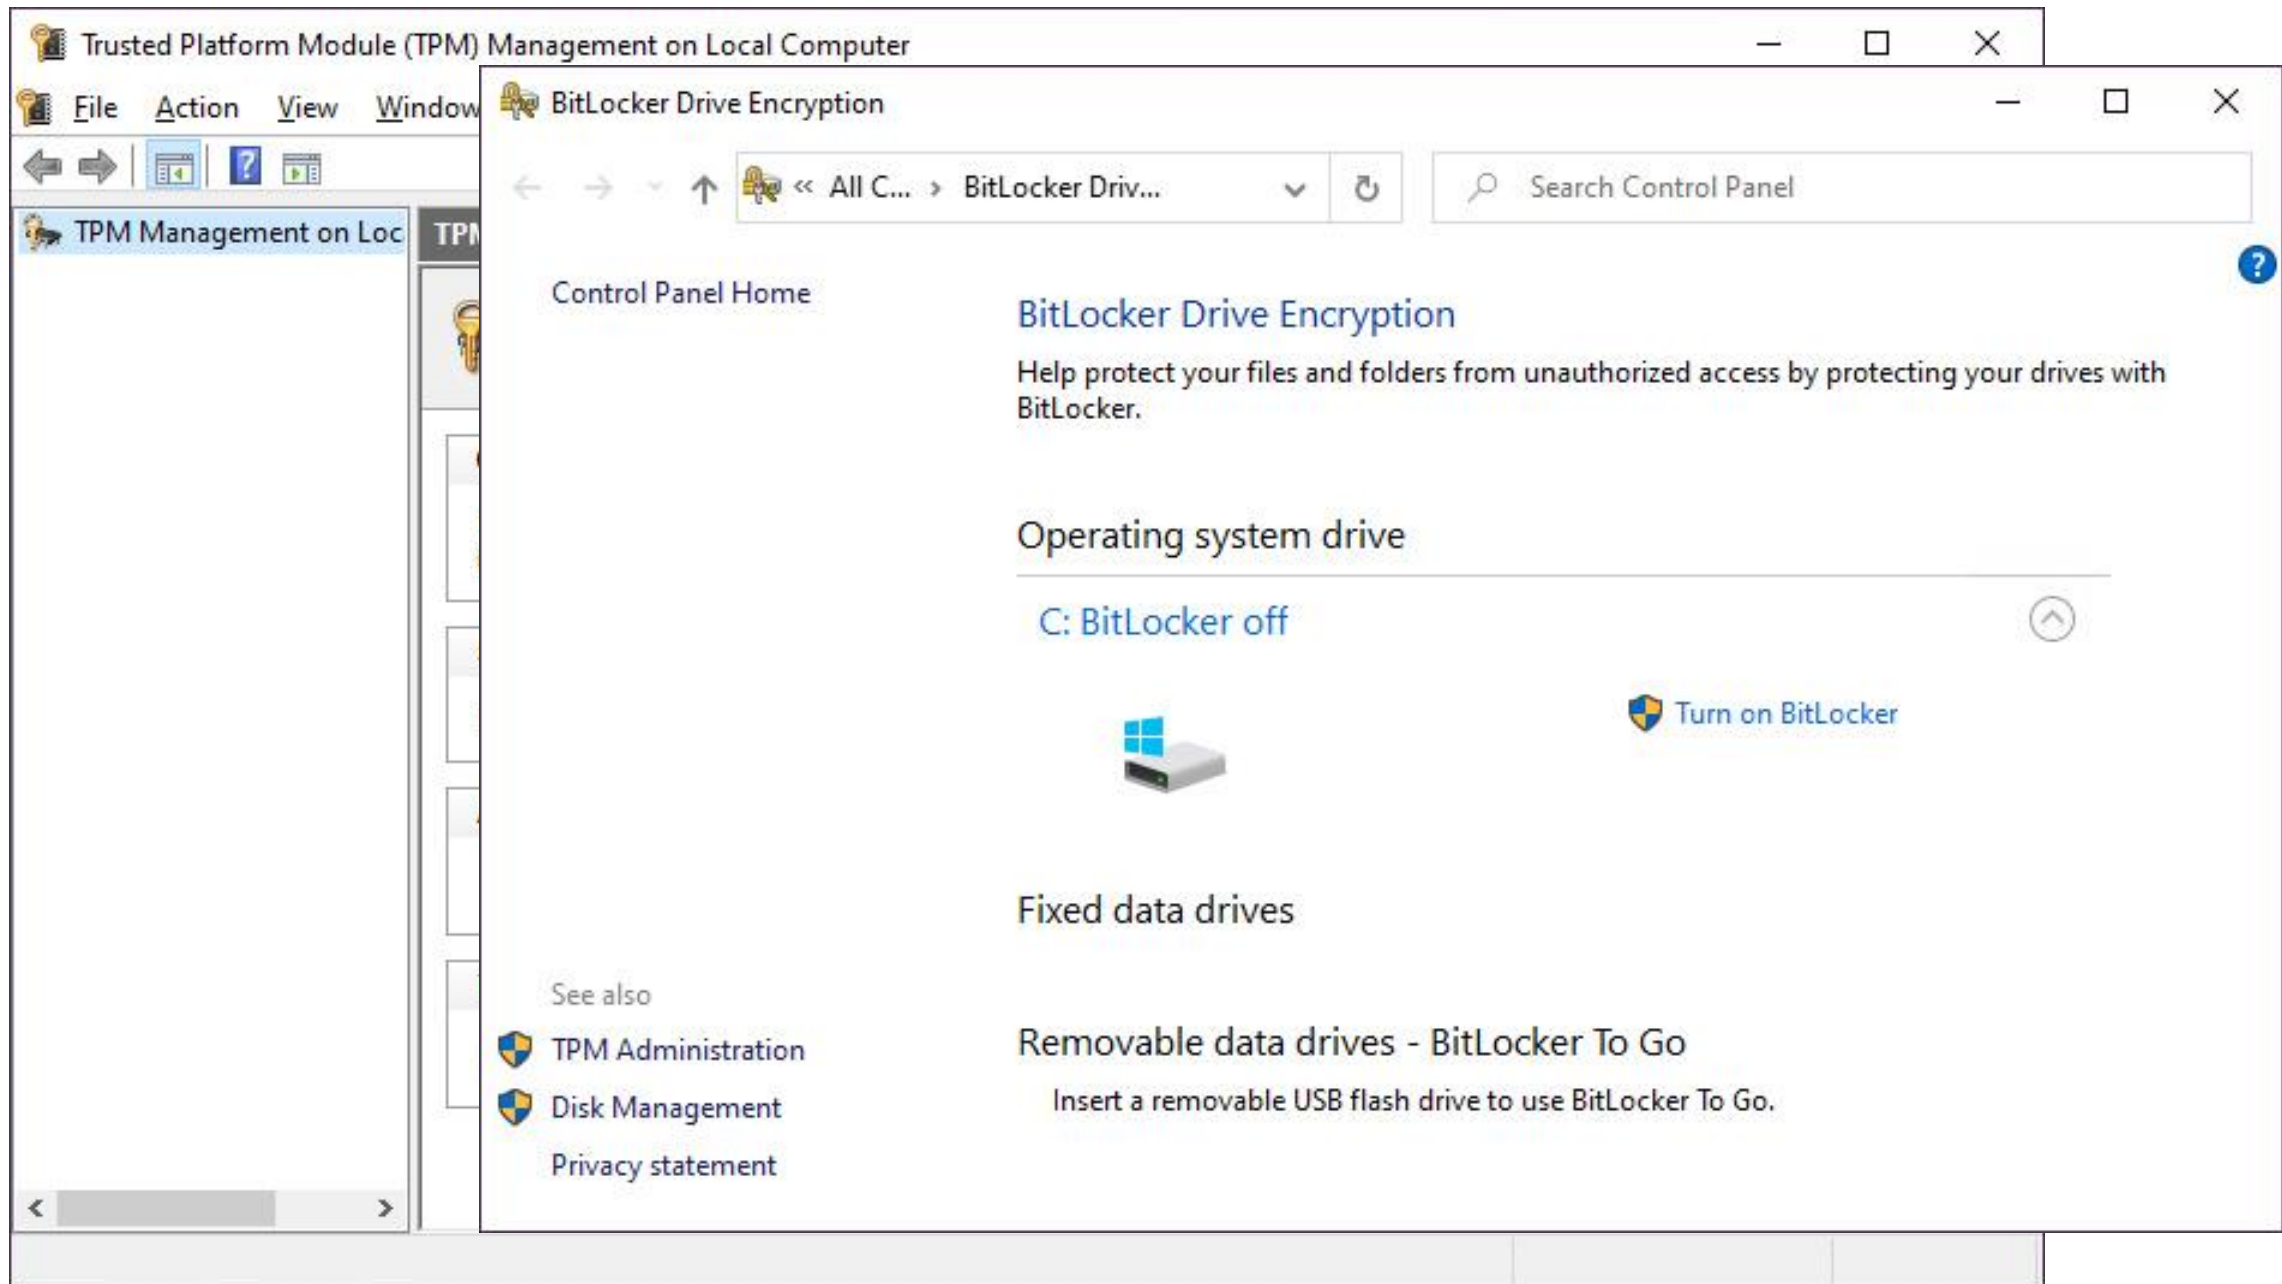 Trusted Platform Module (TPM) Management on Local Computer
File Action View Window
TPM Management on Loc
BitLocker Drive Encryption
« All C... › BitLocker Driv...
Search Control Panel
Control Panel Home
BitLocker Drive Encryption
Help protect your files and folders from unauthorized access by protecting your drives with
BitLocker.
Operating system drive
C: BitLocker off
Turn on BitLocker
Fixed data drives
Removable data drives - BitLocker To Go
Insert a removable USB flash drive to use BitLocker To Go.
See also
TPM Administration
Disk Management
Privacy statement